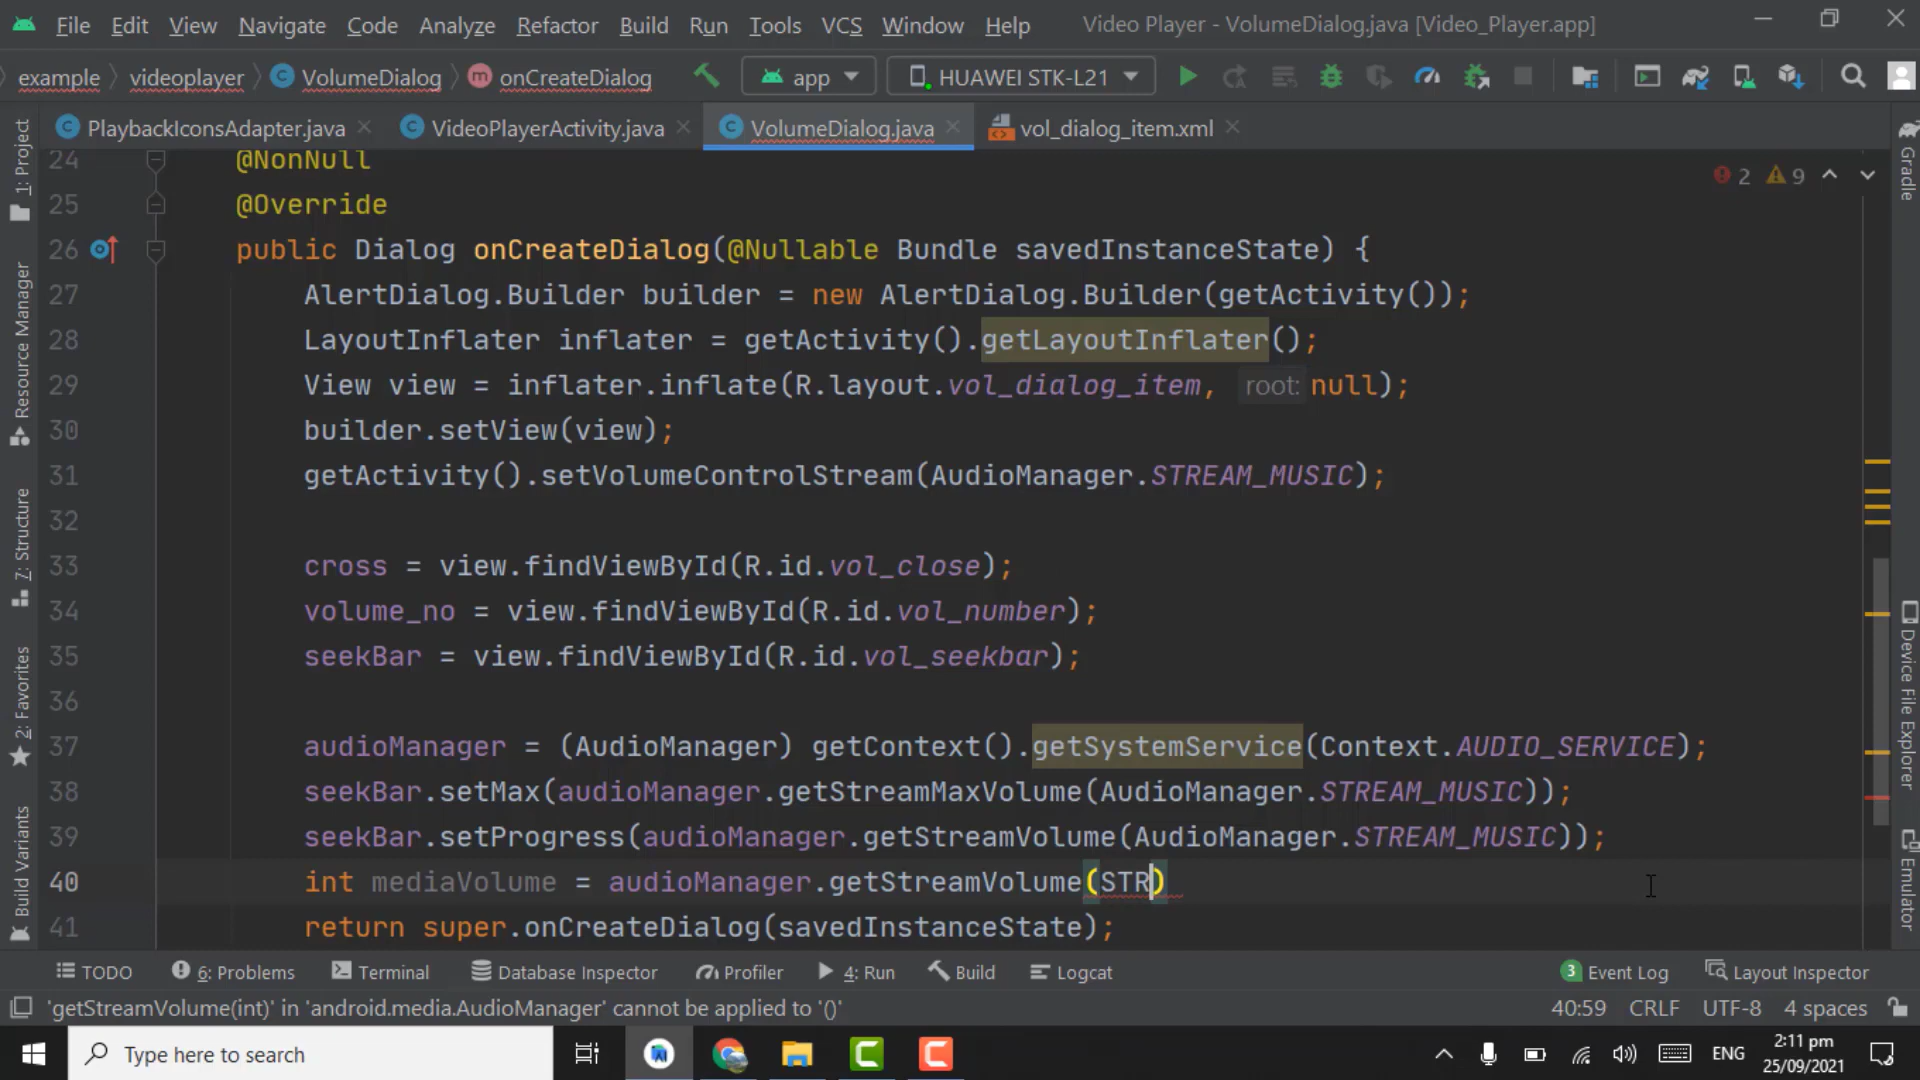 File Edit View Navigate Code Analyze Refactor Build Run Tools VCS Window Help Video Player - VolumeDialog.java [Video_Player.app]
example videoplayer VolumeDialog onCreateDialog app HUAWEI STK-L21
PlaybackIconsAdapter.java VideoPlayerActivity.java VolumeDialog.java vol_dialog_item.xml
24 @NonNull
2 9
25 @Override
26 public Dialog onCreateDialog(@Nullable Bundle savedInstanceState) {
27 AlertDialog.Builder builder = new AlertDialog.Builder(getActivity());
28 LayoutInflater inflater = getActivity().getLayoutInflater();
29 View view = inflater.inflate(R.layout.vol_dialog_item, root: null);
30 builder.setView(view);
31 getActivity().setVolumeControlStream(AudioManager.STREAM_MUSIC);
32
33 cross = view.findViewById(R.id.vol_close);
34 volume_no = view.findViewById(R.id.vol_number);
35 seekBar = view.findViewById(R.id.vol_seekbar);
36
37 audioManager = (AudioManager) getContext().getSystemService(Context.AUDIO_SERVICE);
38 seekBar.setMax(audioManager.getStreamMaxVolume(AudioManager.STREAM_MUSIC));
39 seekBar.setProgress(audioManager.getStreamVolume(AudioManager.STREAM_MUSIC));
40 int mediaVolume = audioManager.getStreamVolume(STR)
41 return super.onCreateDialog(savedInstanceState);
1: Project
Resource Manager
7: Structure
2: Favorites
Build Variants
Gradle
Device File Explorer
Emulator
TODO 6: Problems Terminal Database Inspector Profiler 4: Run Build Logcat 3 Event Log Layout Inspector
'getStreamVolume(int)' in 'android.media.AudioManager' cannot be applied to '()' 40:59 CRLF UTF-8 4 spaces
Type here to search ENG 2:11 pm
25/09/2021